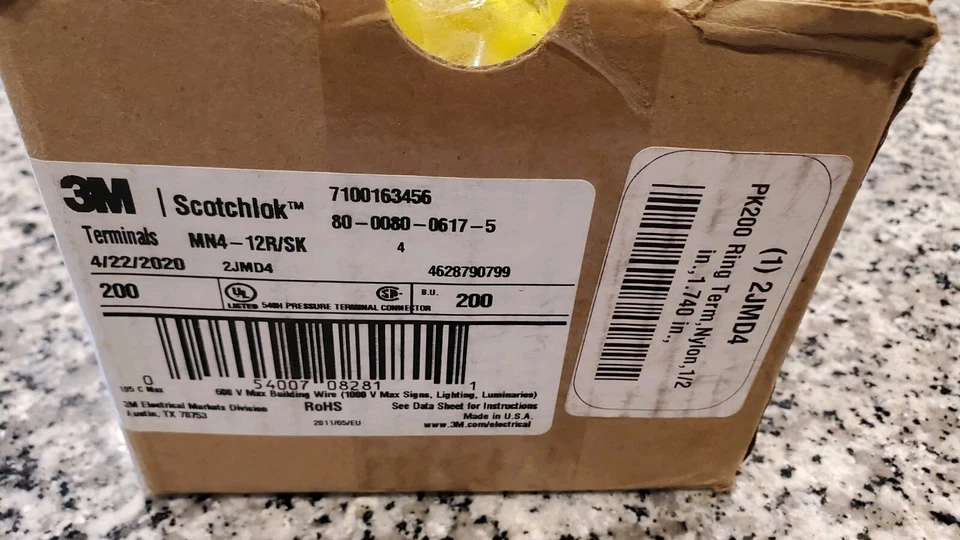 3M | Scotchlok™
7100163456
80-0080-0617-5
Terminals MN4-12R/SK 4
4/22/2020 2JMD4 4628790799
200 UL LISTED 540H PRESSURE TERMINAL CONNECTOR B.U. 200
0 54007 08281 1
105 C Max. 600 V Max Building Wire (1000 V Max Signs, Lighting, Luminaries)
3M Electrical Markets Division RoHS See Data Sheet for Instructions
Austin, TX 78753 Made in U.S.A.
2011/65/EU www.3M.com/electrical
(1) 2JMD4
PK200 Ring Term,Nylon,1/2
in.,1.740 in.,